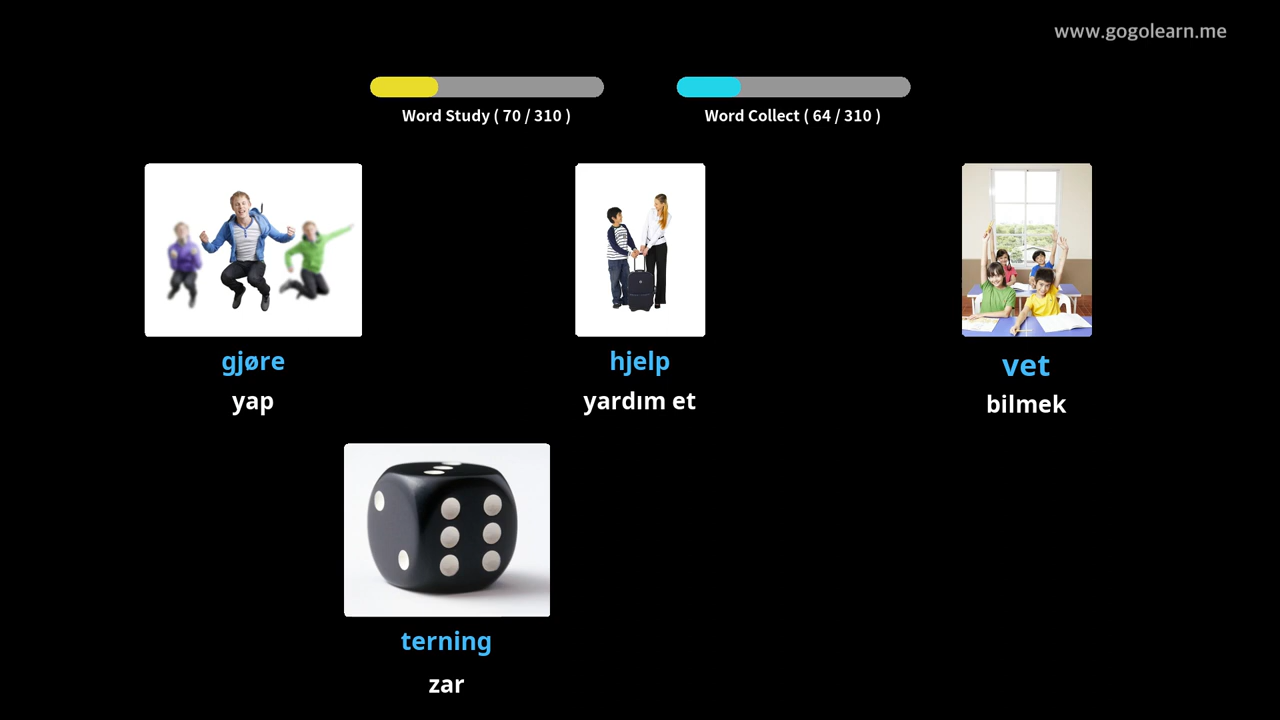 www.gogolearn.me
Word Study ( 70 / 310 )
Word Collect ( 64 / 310 )
gjøre
yap
hjelp
yardım et
vet
bilmek
terning
zar